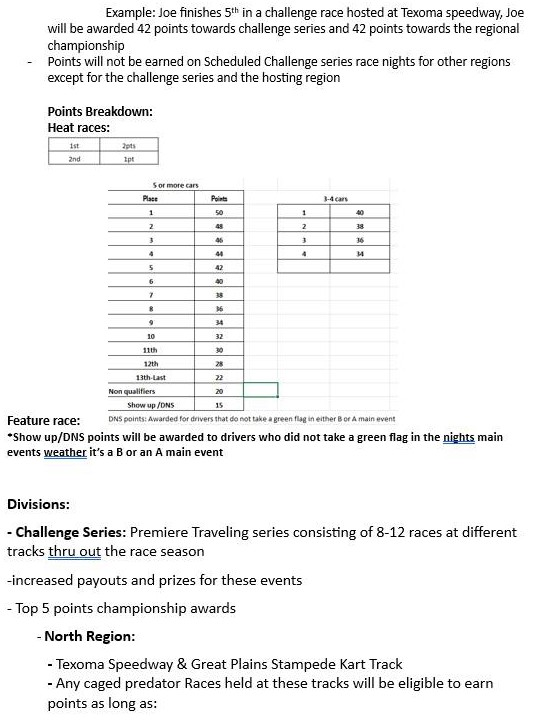 Example: Joe finishes 5th in a challenge race hosted at Texoma speedway, Joe
will be awarded 42 points towards challenge series and 42 points towards the regional
championship
- Points will not be earned on Scheduled Challenge series race nights for other regions
except for the challenge series and the hosting region
Points Breakdown:
Heat races:
1st 2pts
2nd 1pt
5 or more cars
Place Points
1 50
2 48
3 46
4 44
5 42
6 40
7 38
8 36
9 34
10 32
11th 30
12th 28
13th-Last 22
Non qualifiers 20
Show up /DNS 15
3-4 cars
1 40
2 38
3 36
4 34
Feature race:
DNS points: Awarded for drivers that do not take a green flag in either B or A main event
*Show up/DNS points will be awarded to drivers who did not take a green flag in the nights main
events weather it's a B or an A main event
Divisions:
- Challenge Series: Premiere Traveling series consisting of 8-12 races at different
tracks thru out the race season
-increased payouts and prizes for these events
- Top 5 points championship awards
- North Region:
- Texoma Speedway & Great Plains Stampede Kart Track
- Any caged predator Races held at these tracks will be eligible to earn
points as long as: